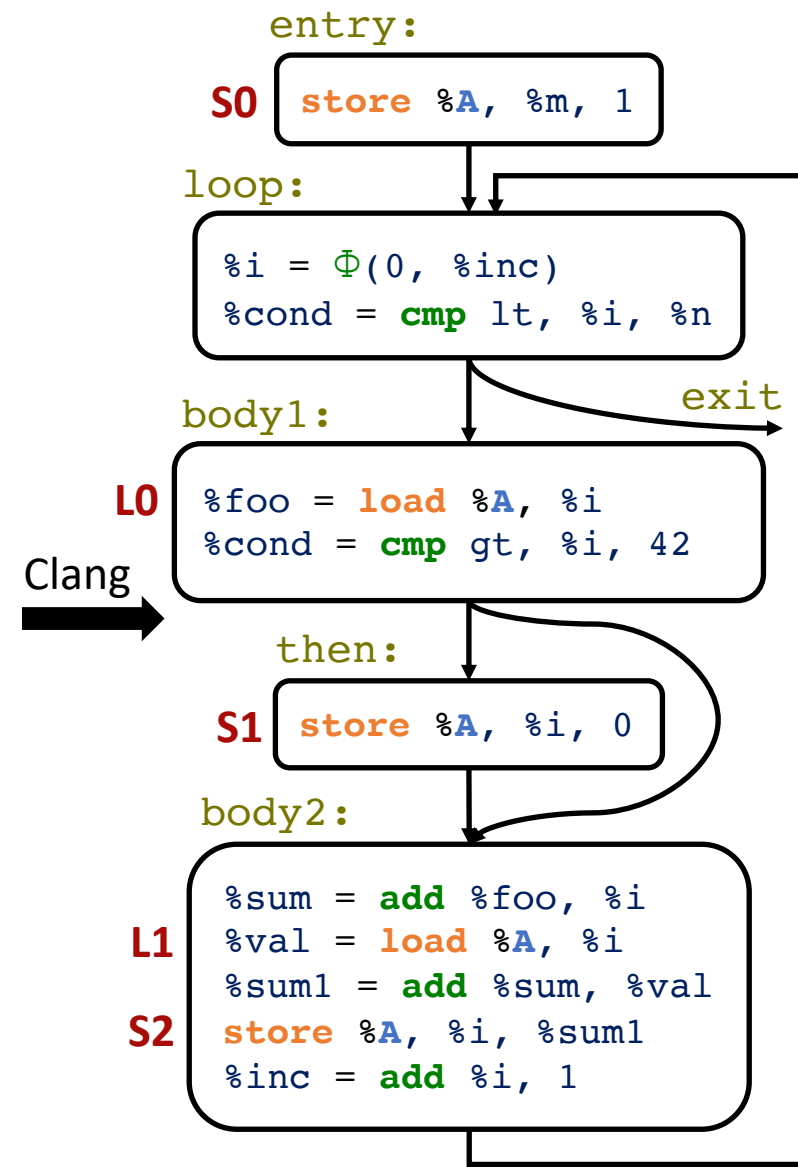 entry:
S0 store %A, %m, 1
loop:
%i = Φ(0, %inc)
%cond = cmp lt, %i, %n
exit
body1:
L0 %foo = load %A, %i
%cond = cmp gt, %i, 42
Clang
then:
S1 store %A, %i, 0
body2:
%sum = add %foo, %i
L1 %val = load %A, %i
%sum1 = add %sum, %val
S2 store %A, %i, %sum1
%inc = add %i, 1